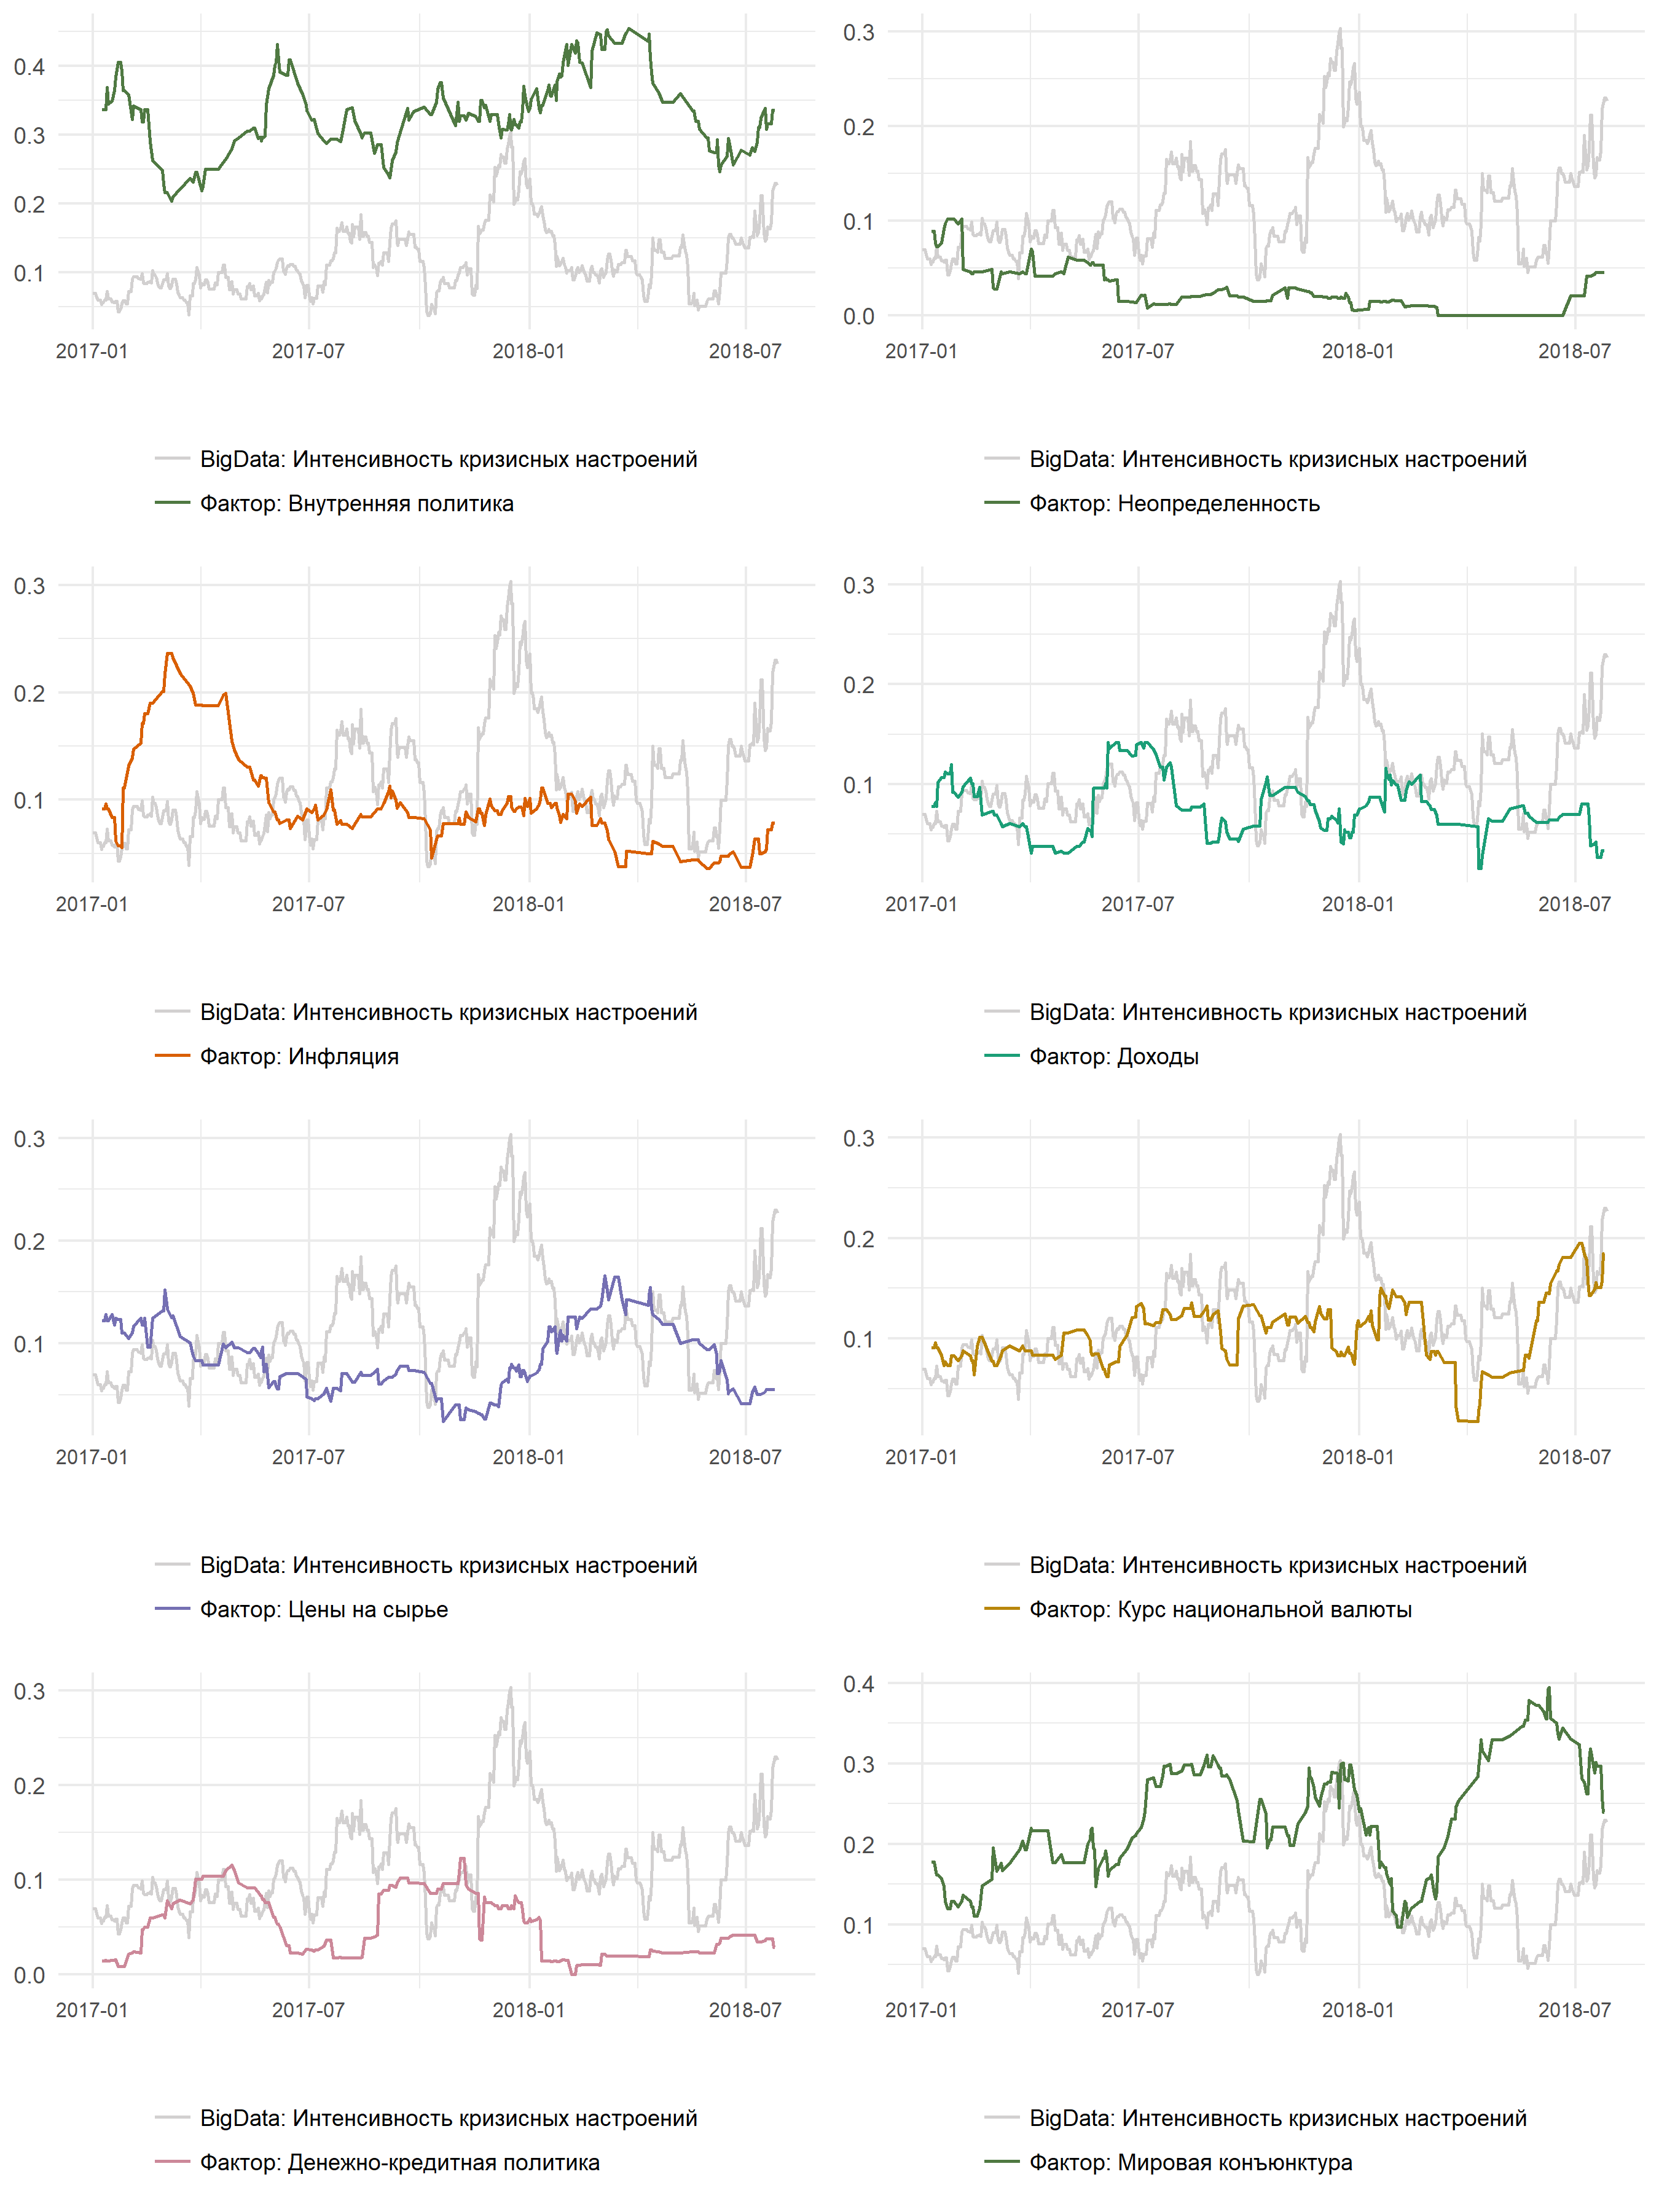 0.4
0.3
0.2
0.1
2017-01 2017-07 2018-01 2018-07
BigData: Интенсивность кризисных настроений
Фактор: Внутренняя политика
0.3
0.2
0.1
0.0
2017-01 2017-07 2018-01 2018-07
BigData: Интенсивность кризисных настроений
Фактор: Неопределенность
0.3
0.2
0.1
2017-01 2017-07 2018-01 2018-07
BigData: Интенсивность кризисных настроений
Фактор: Инфляция
0.3
0.2
0.1
2017-01 2017-07 2018-01 2018-07
BigData: Интенсивность кризисных настроений
Фактор: Доходы
0.3
0.2
0.1
2017-01 2017-07 2018-01 2018-07
BigData: Интенсивность кризисных настроений
Фактор: Цены на сырье
0.3
0.2
0.1
2017-01 2017-07 2018-01 2018-07
BigData: Интенсивность кризисных настроений
Фактор: Курс национальной валюты
0.3
0.2
0.1
0.0
2017-01 2017-07 2018-01 2018-07
BigData: Интенсивность кризисных настроений
Фактор: Денежно-кредитная политика
0.4
0.3
0.2
0.1
2017-01 2017-07 2018-01 2018-07
BigData: Интенсивность кризисных настроений
Фактор: Мировая конъюнктура